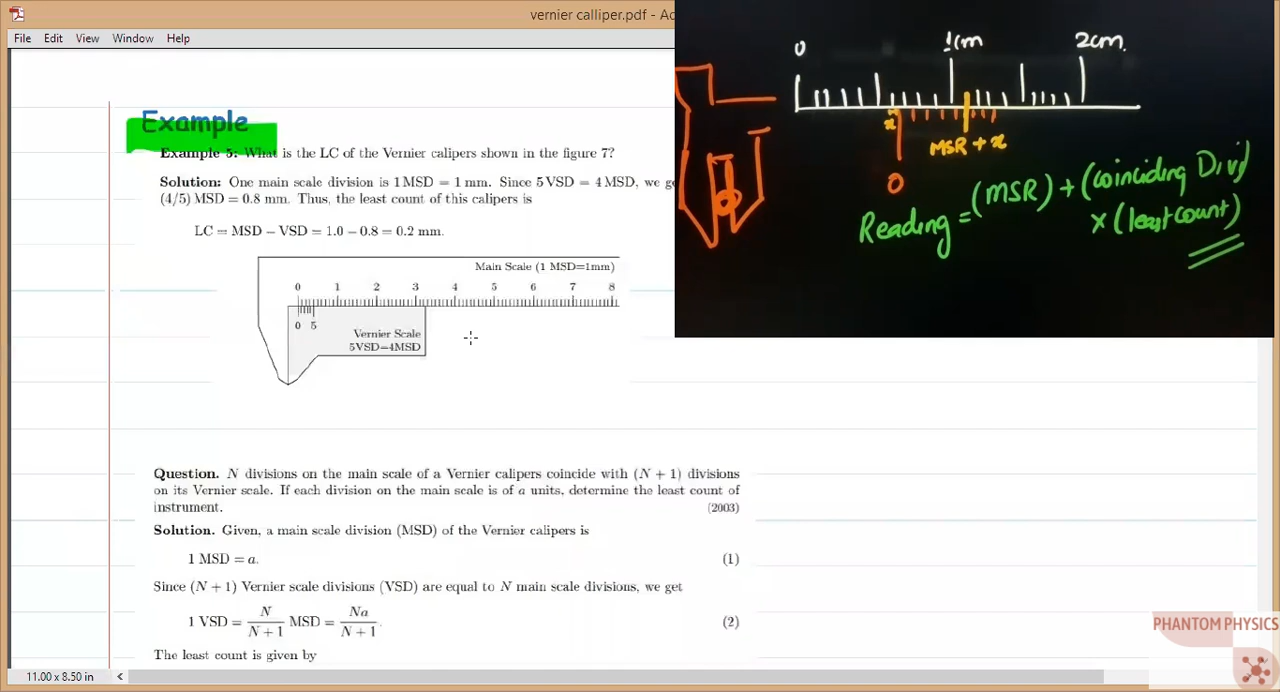 vernier calliper.pdf - Ac
File Edit View Window Help
Example
Example 5: What is the LC of the Vernier calipers shown in the figure 7?
Solution: One main scale division is 1 MSD = 1 mm. Since 5 VSD = 4 MSD, we ge
(4/5) MSD = 0.8 mm. Thus, the least count of this calipers is
LC = MSD − VSD = 1.0 − 0.8 = 0.2 mm.
Main Scale (1 MSD=1mm)
0 1 2 3 4 5 6 7 8
0 5
Vernier Scale
5VSD=4MSD
0 1cm 2cm.
x
MSR + x
0
Reading = (MSR) + (coinciding Div)
× (least count)
Question. N divisions on the main scale of a Vernier calipers coincide with (N + 1) divisions
on its Vernier scale. If each division on the main scale is of a units, determine the least count of
instrument. (2003)
Solution. Given, a main scale division (MSD) of the Vernier calipers is
1 MSD = a. (1)
Since (N + 1) Vernier scale divisions (VSD) are equal to N main scale divisions, we get
1 VSD = N/N + 1 MSD = Na/N + 1. (2)
The least count is given by
PHANTOM PHYSICS
11.00 x 8.50 in